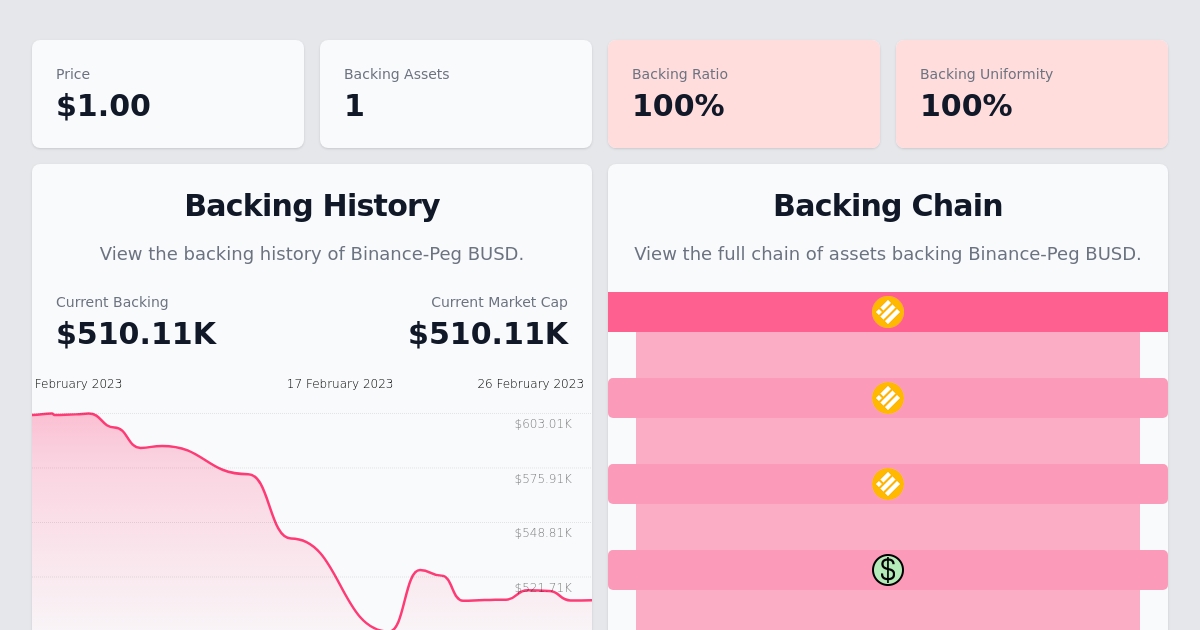 Price
$1.00
Backing Assets
1
Backing Ratio
100%
Backing Uniformity
100%
Backing History
View the backing history of Binance-Peg BUSD.
Current Backing
$510.11K
Current Market Cap
$510.11K
February 2023
17 February 2023
26 February 2023
$603.01K
$575.91K
$548.81K
$521.71K
Backing Chain
View the full chain of assets backing Binance-Peg BUSD.
$